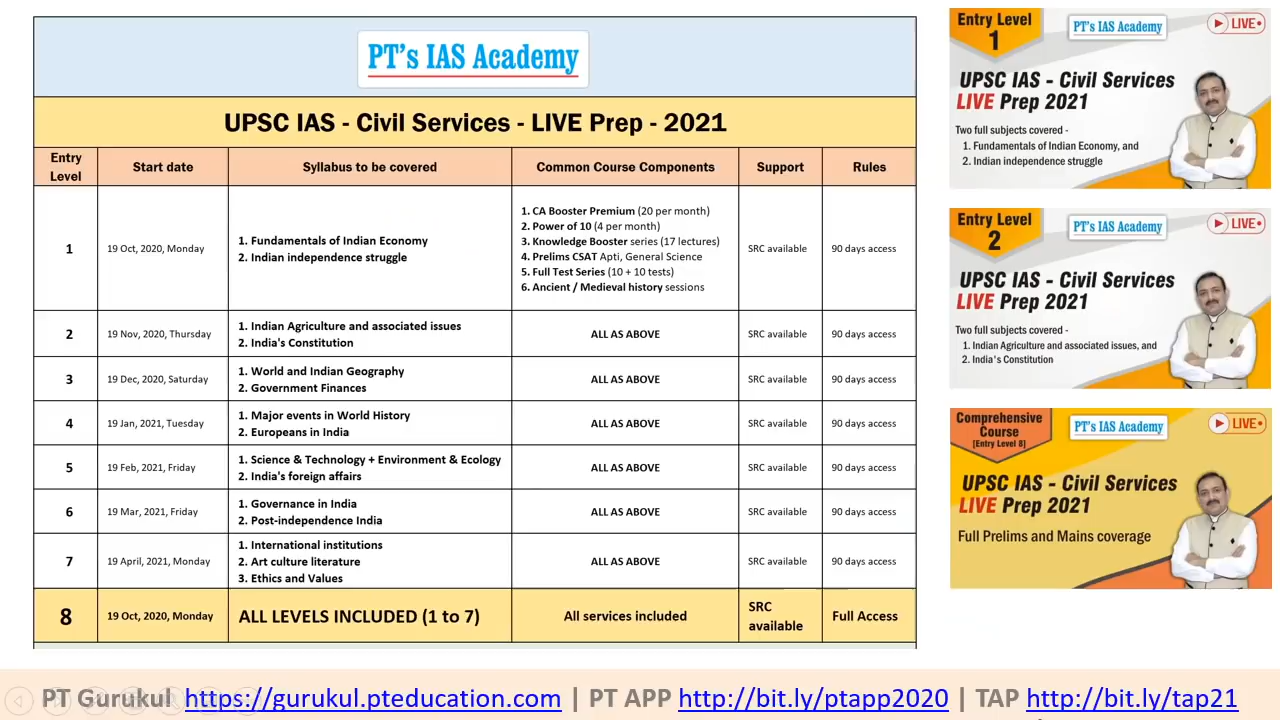 PT's IAS Academy
UPSC IAS - Civil Services - LIVE Prep - 2021
Entry Level
Start date
Syllabus to be covered
Common Course Components
Support
Rules
1
19 Oct, 2020, Monday
1. Fundamentals of Indian Economy
2. Indian independence struggle
1. CA Booster Premium (20 per month)
2. Power of 10 (4 per month)
3. Knowledge Booster series (17 lectures)
4. Prelims CSAT Apti, General Science
5. Full Test Series (10 + 10 tests)
6. Ancient / Medieval history sessions
SRC available
90 days access
2
19 Nov, 2020, Thursday
1. Indian Agriculture and associated issues
2. India's Constitution
ALL AS ABOVE
SRC available
90 days access
3
19 Dec, 2020, Saturday
1. World and Indian Geography
2. Government Finances
ALL AS ABOVE
SRC available
90 days access
4
19 Jan, 2021, Tuesday
1. Major events in World History
2. Europeans in India
ALL AS ABOVE
SRC available
90 days access
5
19 Feb, 2021, Friday
1. Science & Technology + Environment & Ecology
2. India's foreign affairs
ALL AS ABOVE
SRC available
90 days access
6
19 Mar, 2021, Friday
1. Governance in India
2. Post-independence India
ALL AS ABOVE
SRC available
90 days access
7
19 April, 2021, Monday
1. International institutions
2. Art culture literature
3. Ethics and Values
ALL AS ABOVE
SRC available
90 days access
8
19 Oct, 2020, Monday
ALL LEVELS INCLUDED (1 to 7)
All services included
SRC
available
Full Access
Entry Level
1
PT's IAS Academy
LIVE
UPSC IAS - Civil Services
LIVE Prep 2021
Two full subjects covered -
1. Fundamentals of Indian Economy, and
2. Indian independence struggle
Entry Level
2
PT's IAS Academy
LIVE
UPSC IAS - Civil Services
LIVE Prep 2021
Two full subjects covered -
1. Indian Agriculture and associated issues, and
2. India's Constitution
Comprehensive
Course
[Entry Level 8]
PT's IAS Academy
LIVE
UPSC IAS - Civil Services
LIVE Prep 2021
Full Prelims and Mains coverage
PT Gurukul https://gurukul.pteducation.com | PT APP http://bit.ly/ptapp2020 | TAP http://bit.ly/tap21